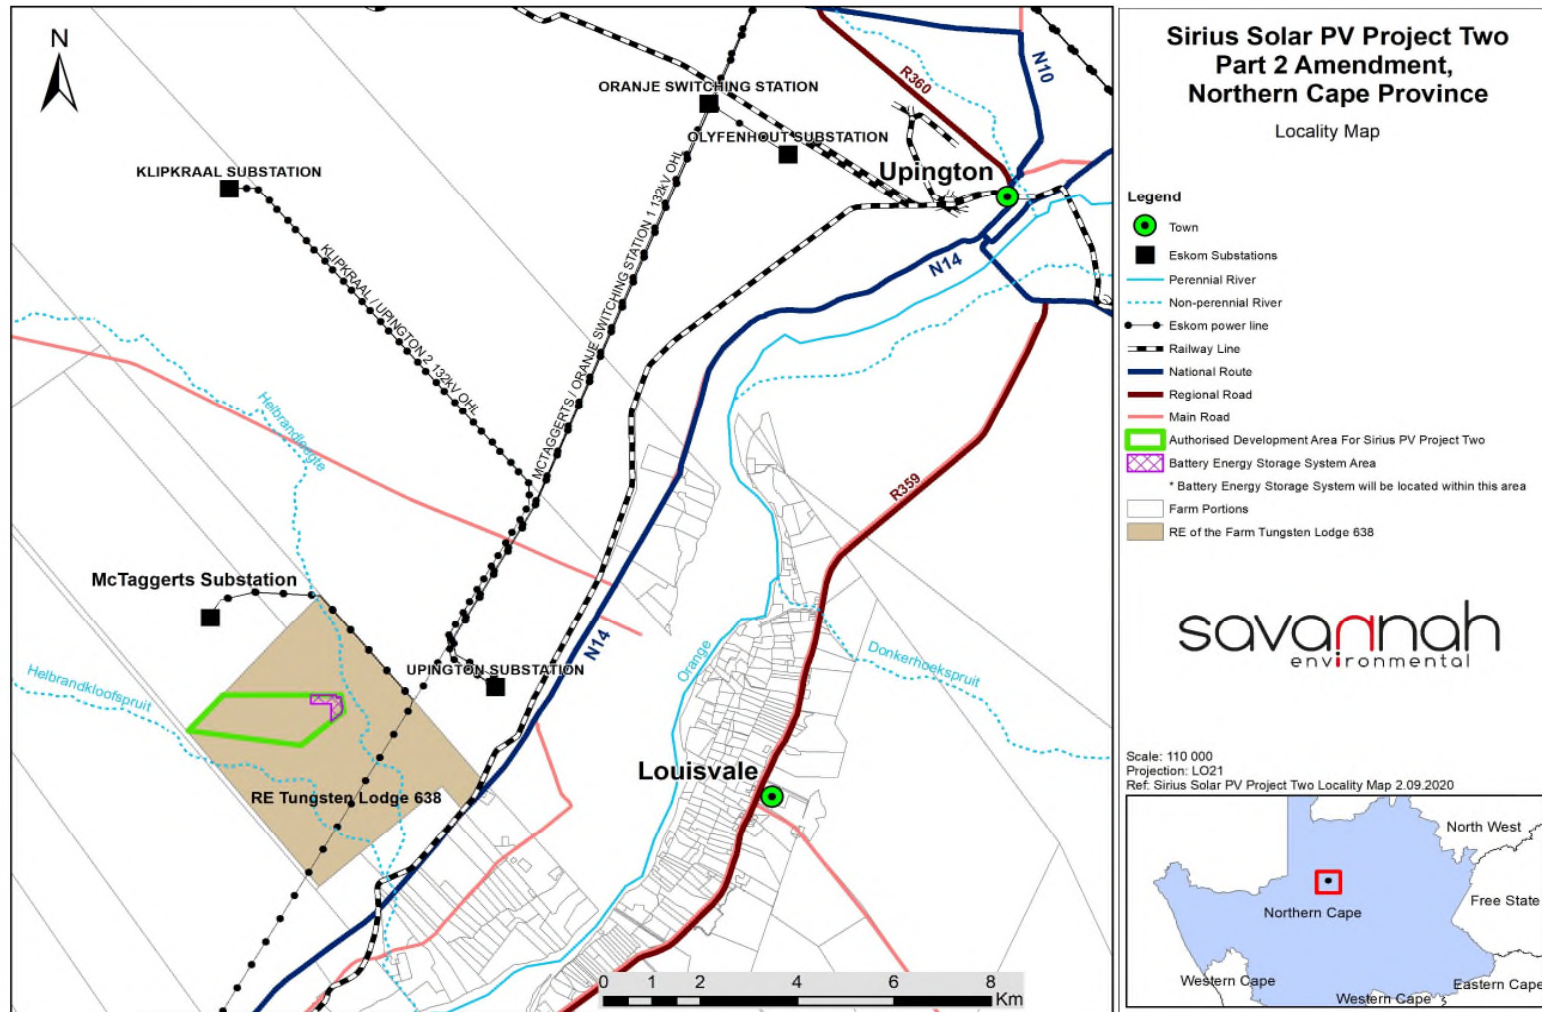 N
ORANJE SWITCHING STATION
OLYFENHOUT SUBSTATION
KLIPKRAAL SUBSTATION
R360
N10
Upington
KLIPKRAAL / UPINGTON 2 132kV OHL
MCTAGGERTS / ORANJE SWITCHING STATION 1 132kV OHL
N14
Helbrandleegte
R359
McTaggerts Substation
UPINGTON SUBSTATION
N14
Orange
Donkerhoekspruit
Helbrandkloofspruit
Louisvale
RE Tungsten Lodge 638
0 1 2 4 6 8
Km
Sirius Solar PV Project Two
Part 2 Amendment,
Northern Cape Province
Locality Map
Legend
Town
Eskom Substations
Perennial River
Non-perennial River
Eskom power line
Railway Line
National Route
Regional Road
Main Road
Authorised Development Area For Sirius PV Project Two
Battery Energy Storage System Area
* Battery Energy Storage System will be located within this area
Farm Portions
RE of the Farm Tungsten Lodge 638
savannah
environmental
Scale: 110 000
Projection: LO21
Ref: Sirius Solar PV Project Two Locality Map 2.09.2020
North West
Free State
Northern Cape
Western Cape
Western Cape
Eastern Cape